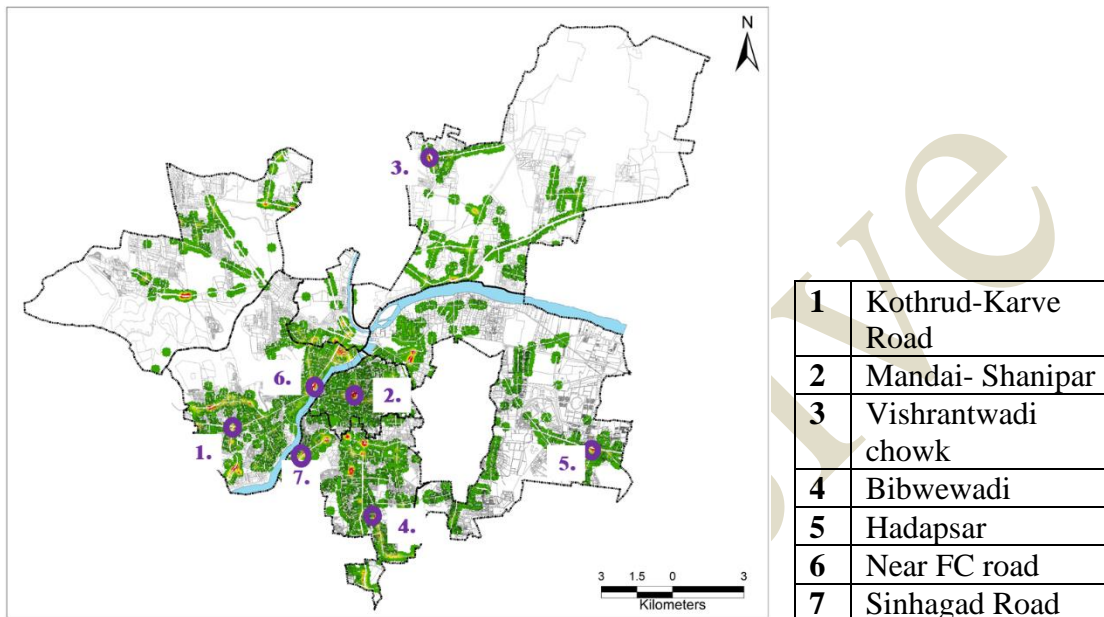 N
3.
6.
2.
1.
5.
7.
4.
3 1.5 0 3
Kilometers
1 Kothrud-Karve
Road
2 Mandai- Shanipar
3 Vishrantwadi
chowk
4 Bibwewadi
5 Hadapsar
6 Near FC road
7 Sinhagad Road